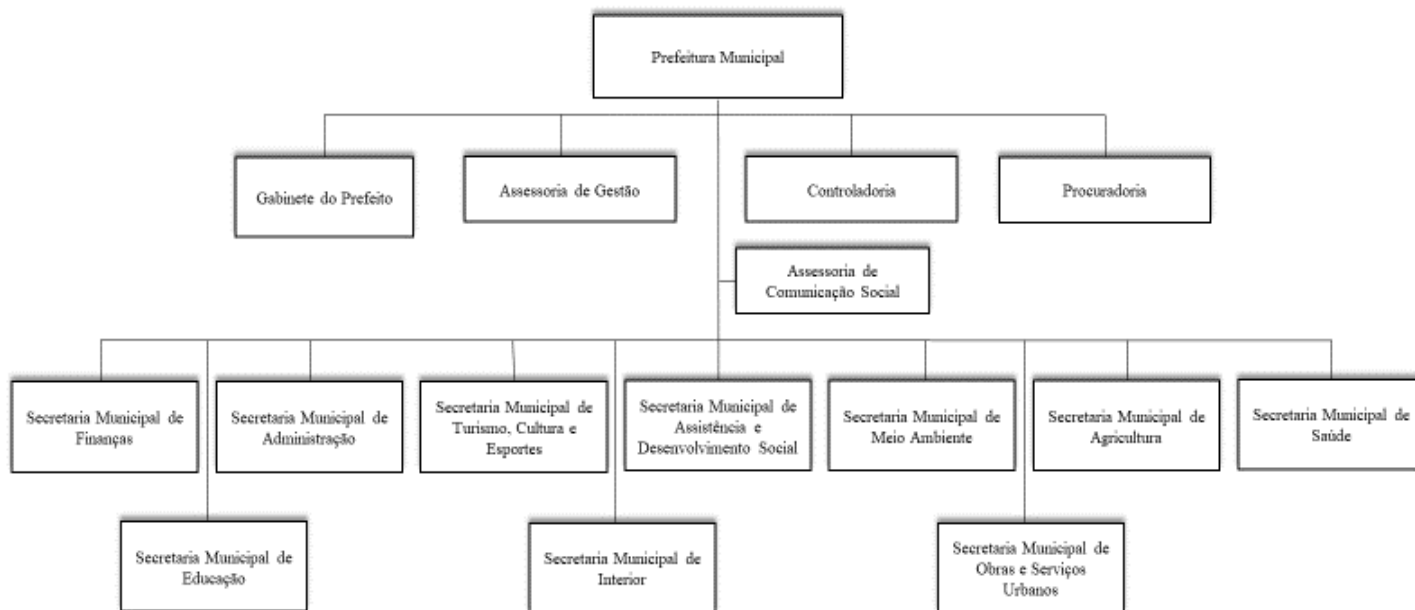 Prefeitura Municipal
Gabinete do Prefeito
Assessoria de Gestão
Controladoria
Procuradoria
Assessoria de
Comunicação Social
Secretaria Municipal de
Finanças
Secretaria Municipal de
Administração
Secretaria Municipal de
Turismo, Cultura e
Esportes
Secretaria Municipal de
Assistência e
Desenvolvimento Social
Secretaria Municipal de
Meio Ambiente
Secretaria Municipal de
Agricultura
Secretaria Municipal de
Saúde
Secretaria Municipal de
Educação
Secretaria Municipal de
Interior
Secretaria Municipal de
Obras e Serviços
Urbanos